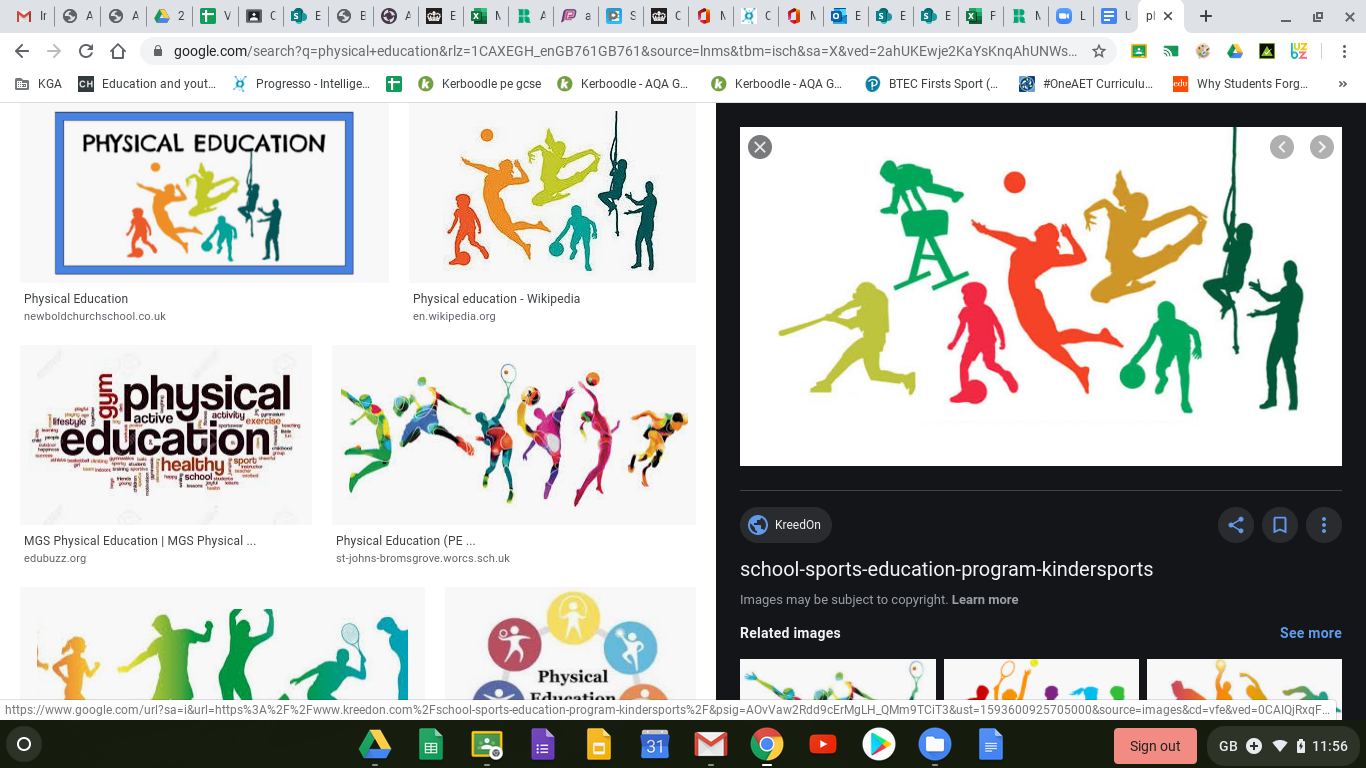 google.com/search?q=physical+education&rlz=1CAXEGH_enGB761GB761&source=lnms&tbm=isch&sa=X&ved=2ahUKEwje2KaYsKnqAhUNWs...
KGA
Education and yout...
Progresso - Intellige...
Kerboodle pe gcse
Kerboodle - AQA G...
Kerboodle - AQA G...
BTEC Firsts Sport (...
#OneAET Curriculu...
Why Students Forg...
PHYSICAL EDUCATION
Physical Education
newboldchurchschool.co.uk
Physical education - Wikipedia
en.wikipedia.org
gym
physical
active
activity
lifestyle
exercise
education
healthy
sport
school
MGS Physical Education | MGS Physical ...
edubuzz.org
Physical Education (PE ...
st-johns-bromsgrove.worcs.sch.uk
Physical
Education
KreedOn
school-sports-education-program-kindersports
Images may be subject to copyright. Learn more
Related images
See more
https://www.google.com/url?sa=i&url=https%3A%2F%2Fwww.kreedon.com%2Fschool-sports-education-program-kindersports%2F&psig=AOvVaw2Rdd9cErMgLH_QMm9TCiT3&ust=1593600925705000&source=images&cd=vfe&ved=0CAIQjRxqF...
31
Sign out
GB
11:56